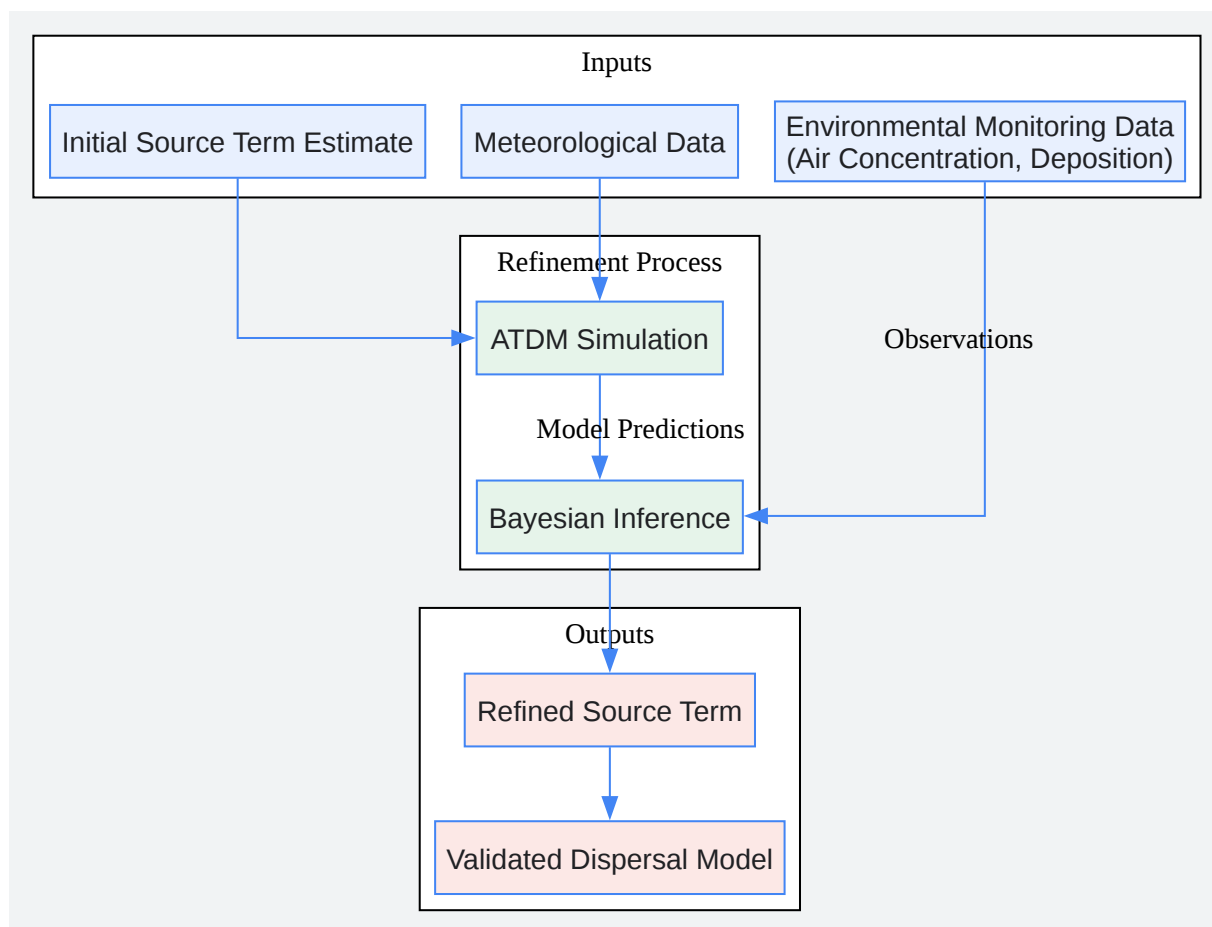 Inputs
Initial Source Term Estimate
Meteorological Data
Environmental Monitoring Data
(Air Concentration, Deposition)
Refinement Process
ATDM Simulation
Observations
Model Predictions
Bayesian Inference
Outputs
Refined Source Term
Validated Dispersal Model